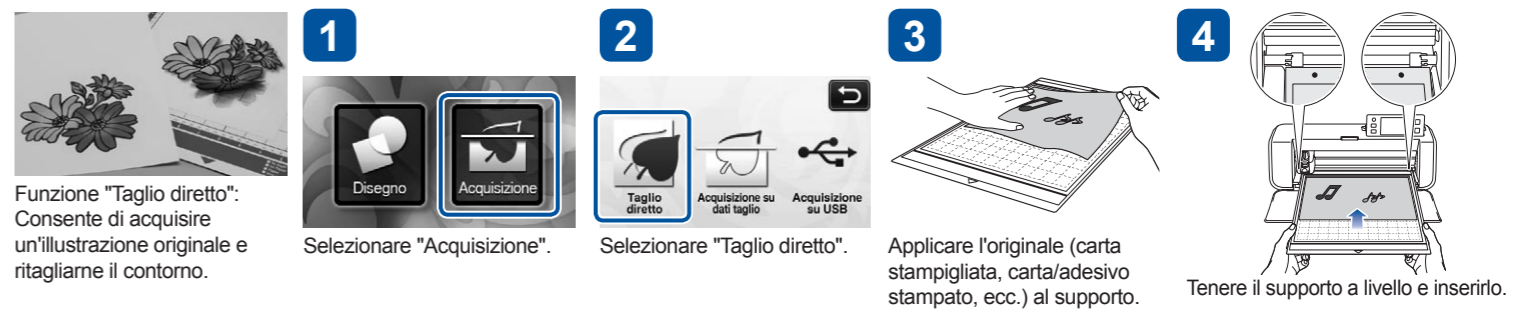 Funzione "Taglio diretto":
Consente di acquisire
un'illustrazione originale e
ritagliarne il contorno.
1
Disegno
Acquisizione
Selezionare "Acquisizione".
2
Taglio
diretto
Acquisizione su
dati taglio
Acquisizione
su USB
Selezionare "Taglio diretto".
3
Applicare l'originale (carta
stampigliata, carta/adesivo
stampato, ecc.) al supporto.
4
Tenere il supporto a livello e inserirlo.